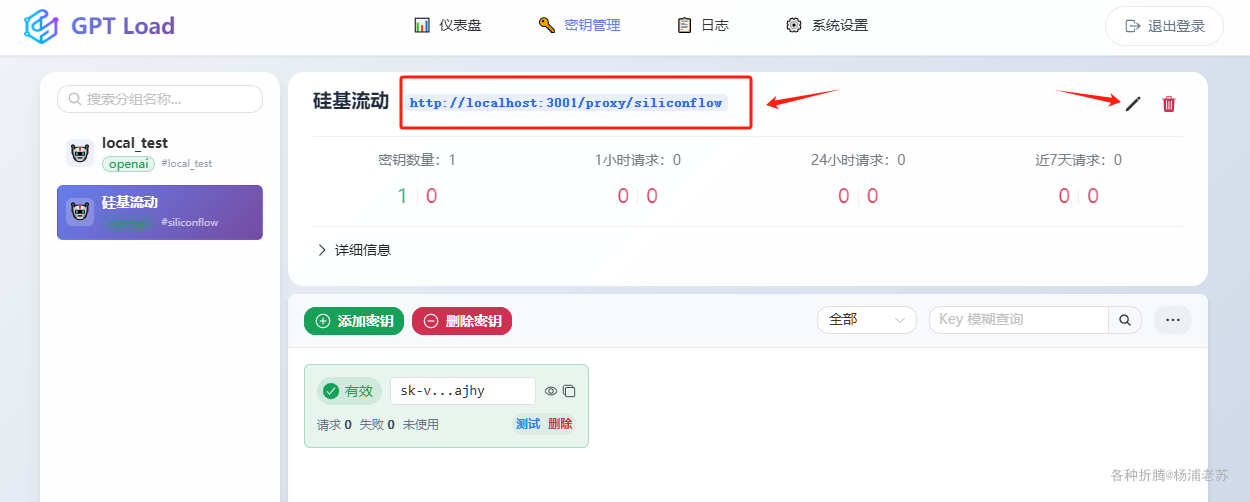 GPT Load
仪表盘
密钥管理
日志
系统设置
退出登录
搜索分组名称...
local_test
openai #local_test
硅基流动
openai #siliconflow
硅基流动 http://localhost:3001/proxy/siliconflow
密钥数量：1
1小时请求：0
24小时请求：0
近7天请求：0
1 0
0 0
0 0
0 0
详细信息
添加密钥
删除密钥
全部
Key 模糊查询
有效 sk-v...ajhy
请求 0 失败 0 未使用 测试 删除
各种折腾@杨浦老苏